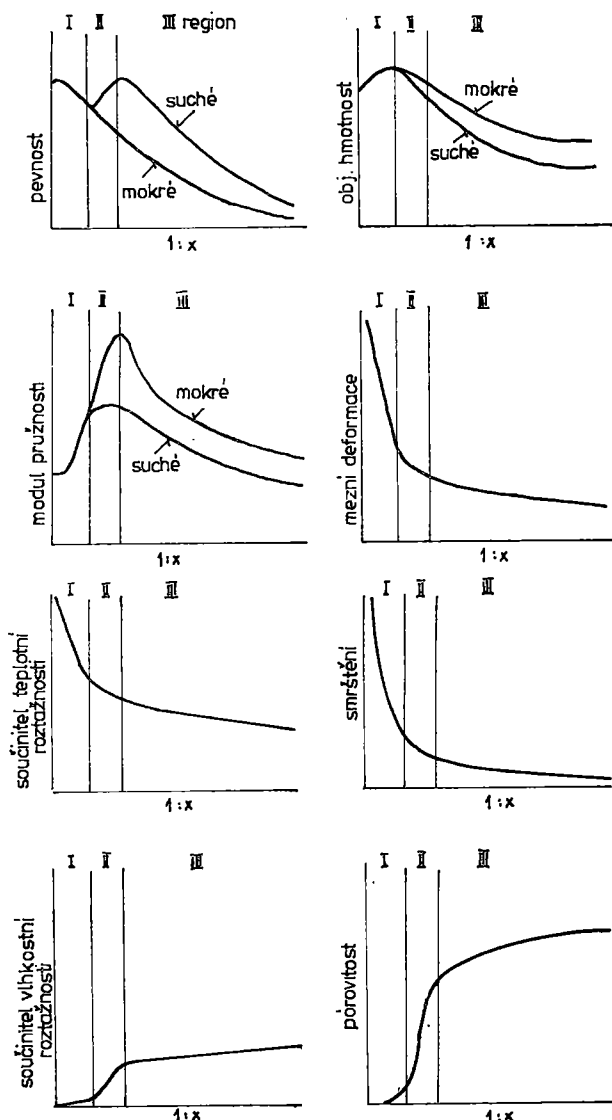 I II III region
pevnost
suché
mokré
1:x
I II III
obj. hmotnost
mokré
suché
1:x
I II III
modul pružnosti
mokré
suché
1:x
I II III
mezní deformace
1:x
I II III
součinitel teplotní
roztažnosti
1:x
I II III
smrštění
1:x
I II III
součinitel vlhkostní
roztažnosti
1:x
I II III
pórovitost
1:x